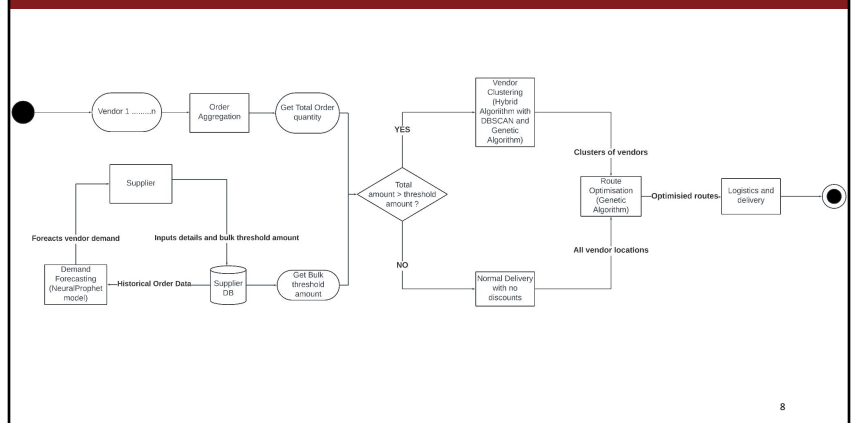 Vendor 1 .........n
Order
Aggregation
Get Total Order
quantity
YES
Vendor
Clustering
(Hybrid
Algorithm with
DBSCAN and
Genetic
Algorithm)
Clusters of vendors
Supplier
Total
amount > threshold
amount ?
Route
Optimisation
(Genetic
Algorithm)
Optimisied routes
Logistics and
delivery
Foreacts vendor demand
Inputs details and bulk threshold amount
All vendor locations
NO
Demand
Forecasting
(NeuralProphet
model)
Historical Order Data
Supplier
DB
Get Bulk
threshold
amount
Normal Delivery
with no
discounts
8